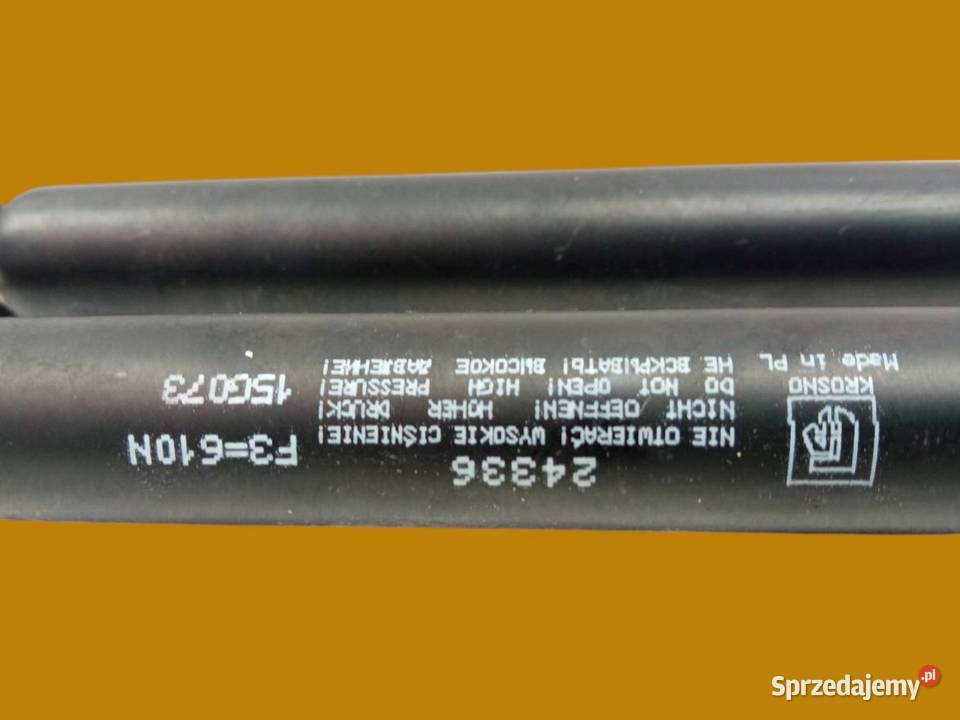 24336
NIE OTWIERAĆ! WYSOKIE CIŚNIENIE!
NICHT OEFFNEN! HOHER DRUCK!
DO NOT OPEN! HIGH PRESSURE!
НЕ ВСКРЫВАТЬ! ВЫСОКОЕ ДАВЛЕНИЕ!
KROSNO
Made in PL
F3=610N
15G073
Sprzedajemy.pl